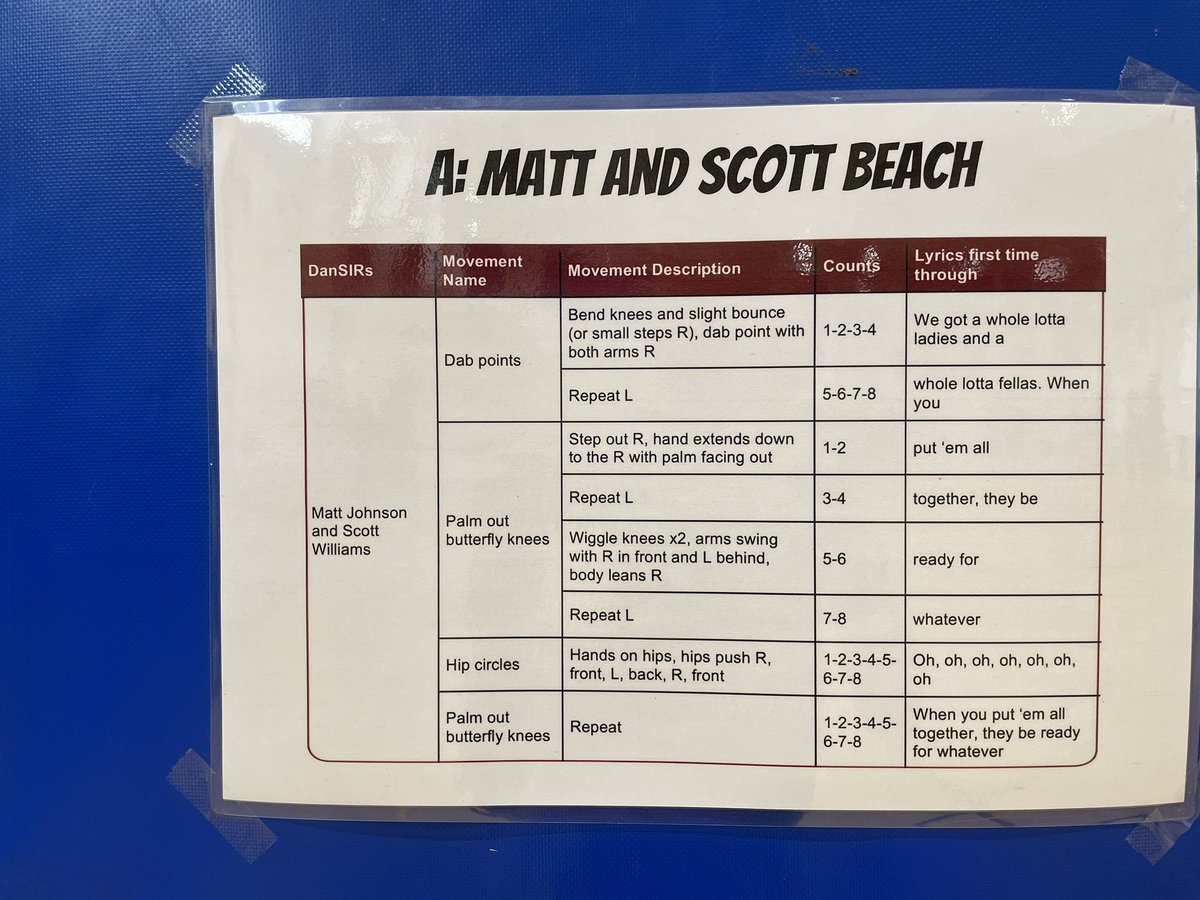 A: MATT AND SCOTT BEACH
DanSIRs
Movement
Name
Movement Description
Counts
Lyrics first time
through
Matt Johnson
and Scott
Williams
Dab points
Bend knees and slight bounce
(or small steps R), dab point with
both arms R
1-2-3-4
We got a whole lotta
ladies and a
Repeat L
5-6-7-8
whole lotta fellas. When
you
Palm out
butterfly knees
Step out R, hand extends down
to the R with palm facing out
1-2
put ‘em all
Repeat L
3-4
together, they be
Wiggle knees x2, arms swing
with R in front and L behind,
body leans R
5-6
ready for
Repeat L
7-8
whatever
Hip circles
Hands on hips, hips push R,
front, L, back, R, front
1-2-3-4-5-
6-7-8
Oh, oh, oh, oh, oh, oh,
oh
Palm out
butterfly knees
Repeat
1-2-3-4-5-
6-7-8
When you put ‘em all
together, they be ready
for whatever